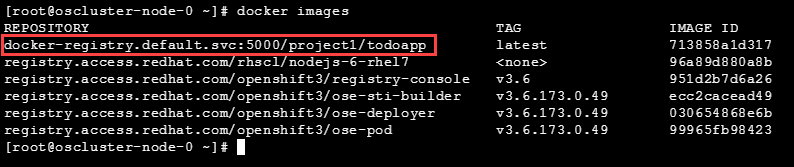 [root@oscluster-node-0 ~]# docker images
REPOSITORY TAG IMAGE ID
docker-registry.default.svc:5000/project1/todoapp latest 713858a1d317
registry.access.redhat.com/rhscl/nodejs-6-rhel7 <none> 96a89d880a8b
registry.access.redhat.com/openshift3/registry-console v3.6 951d2b7d6a26
registry.access.redhat.com/openshift3/ose-sti-builder v3.6.173.0.49 ecc2cacead49
registry.access.redhat.com/openshift3/ose-deployer v3.6.173.0.49 030654868e6b
registry.access.redhat.com/openshift3/ose-pod v3.6.173.0.49 99965fb98423
[root@oscluster-node-0 ~]#